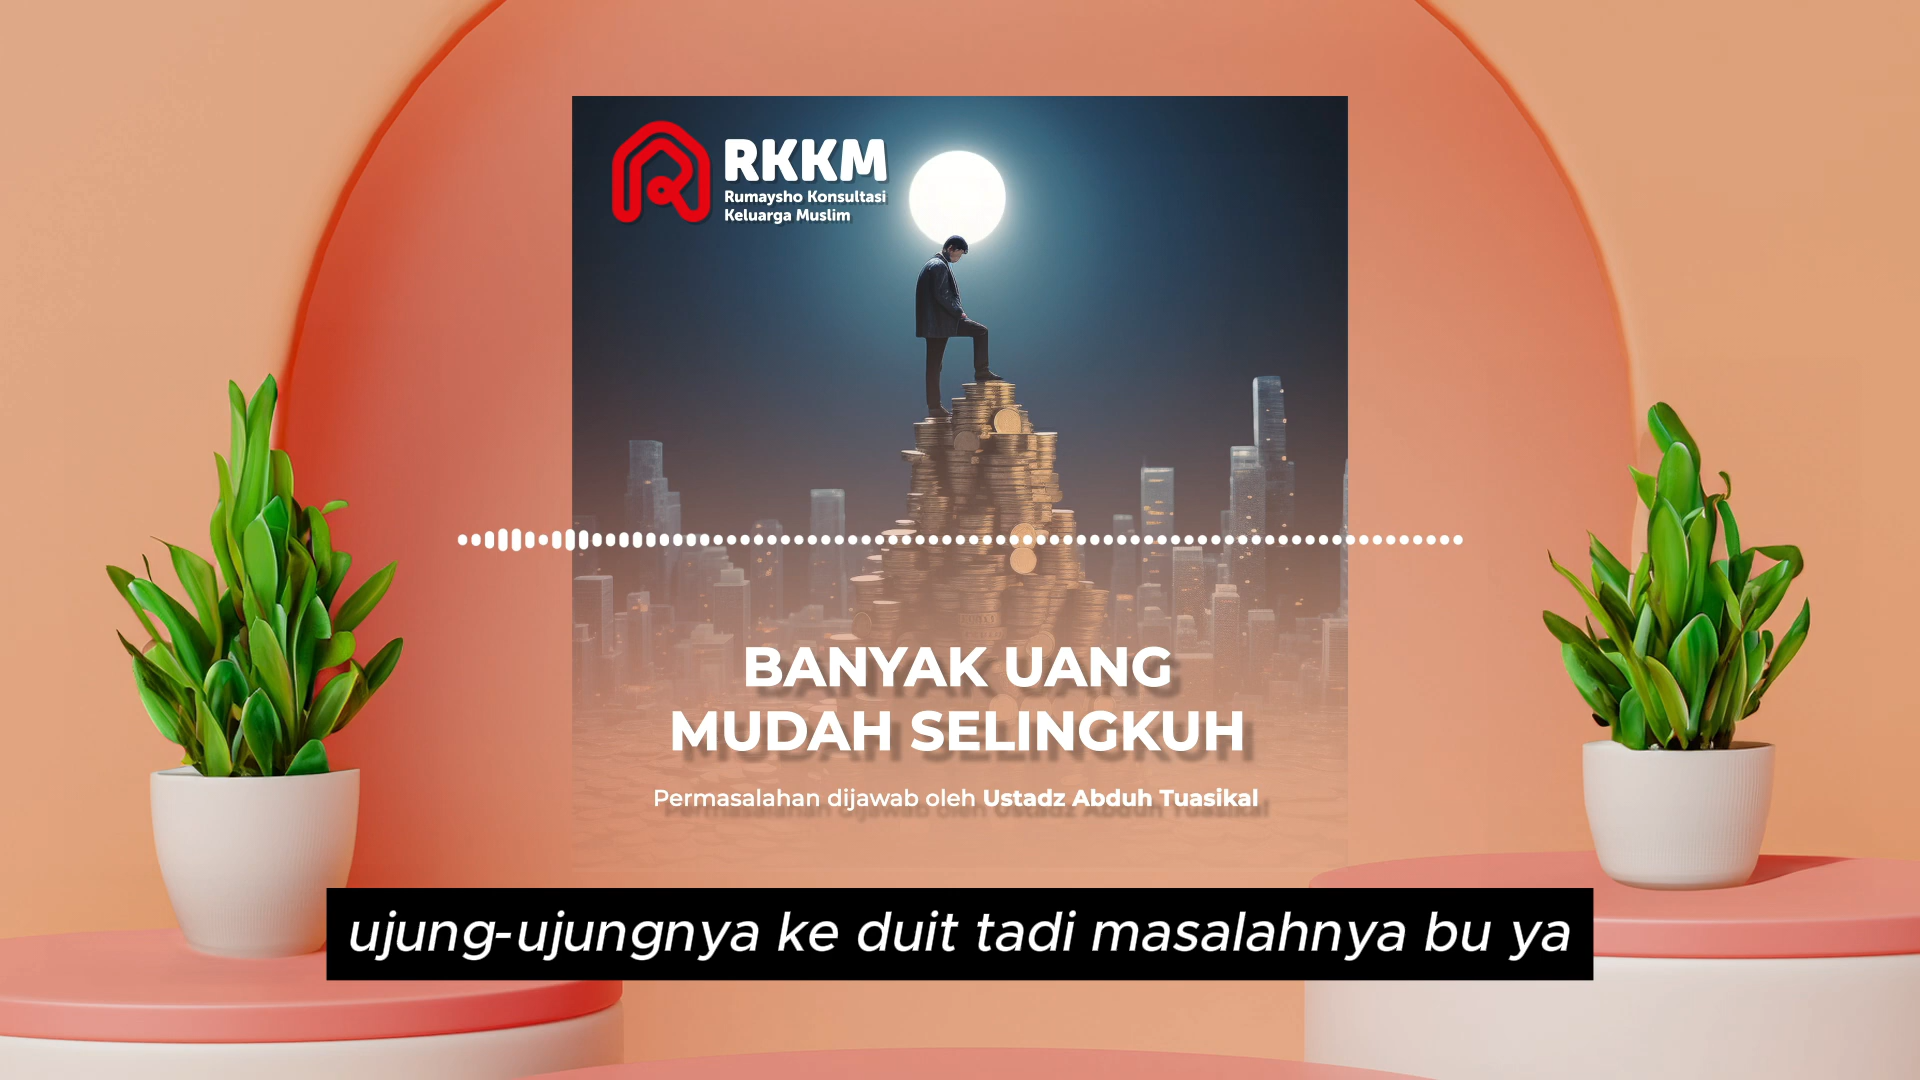 RKKM
Rumaysho Konsultasi
Keluarga Muslim
BANYAK UANG
MUDAH SELINGKUH
Permasalahan dijawab oleh Ustadz Abduh Tuasikal
ujung-ujungnya ke duit tadi masalahnya bu ya